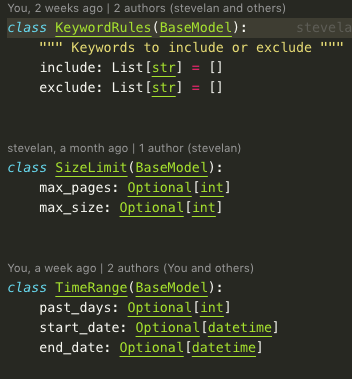 You, 2 weeks ago | 2 authors (stevelan and others)
class KeywordRules(BaseModel): stevela
    """ Keywords to include or exclude """
    include: List[str] = []
    exclude: List[str] = []
stevelan, a month ago | 1 author (stevelan)
class SizeLimit(BaseModel):
    max_pages: Optional[int]
    max_size: Optional[int]
You, a week ago | 2 authors (You and others)
class TimeRange(BaseModel):
    past_days: Optional[int]
    start_date: Optional[datetime]
    end_date: Optional[datetime]